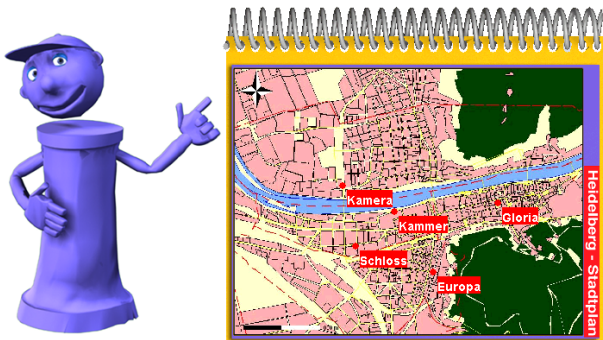 Kamera
Kammer
Gloria
Schloss
Europa
Heidelberg - Stadtplan